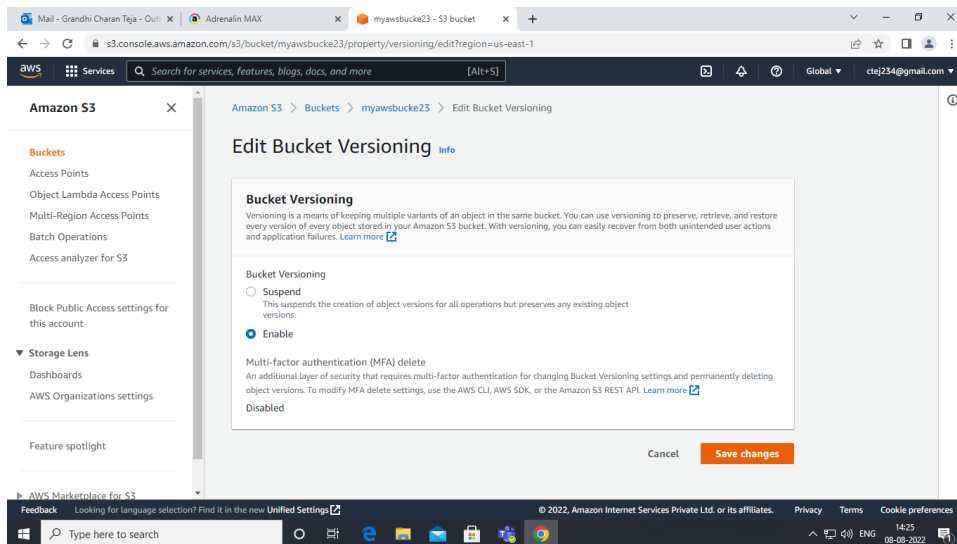 Mail - Grandhi Charan Teja - Out
Adrenalin MAX
myawsbucke23 - S3 bucket
s3.console.aws.amazon.com/s3/bucket/myawsbucke23/property/versioning/edit?region=us-east-1
aws
Services
Search for services, features, blogs, docs, and more
[Alt+S]
Global
ctej234@gmail.com
Amazon S3
Buckets
Access Points
Object Lambda Access Points
Multi-Region Access Points
Batch Operations
Access analyzer for S3
Block Public Access settings for
this account
Storage Lens
Dashboards
AWS Organizations settings
Feature spotlight
AWS Marketplace for S3
Amazon S3 > Buckets > myawsbucke23 > Edit Bucket Versioning
Edit Bucket Versioning Info
Bucket Versioning
Versioning is a means of keeping multiple variants of an object in the same bucket. You can use versioning to preserve, retrieve, and restore
every version of every object stored in your Amazon S3 bucket. With versioning, you can easily recover from both unintended user actions
and application failures. Learn more
Bucket Versioning
Suspend
This suspends the creation of object versions for all operations but preserves any existing object
versions.
Enable
Multi-factor authentication (MFA) delete
An additional layer of security that requires multi-factor authentication for changing Bucket Versioning settings and permanently deleting
object versions. To modify MFA delete settings, use the AWS CLI, AWS SDK, or the Amazon S3 REST API. Learn more
Disabled
Cancel
Save changes
Feedback
Looking for language selection? Find it in the new Unified Settings
© 2022, Amazon Internet Services Private Ltd. or its affiliates.
Privacy
Terms
Cookie preferences
Type here to search
ENG
14:25
08-08-2022